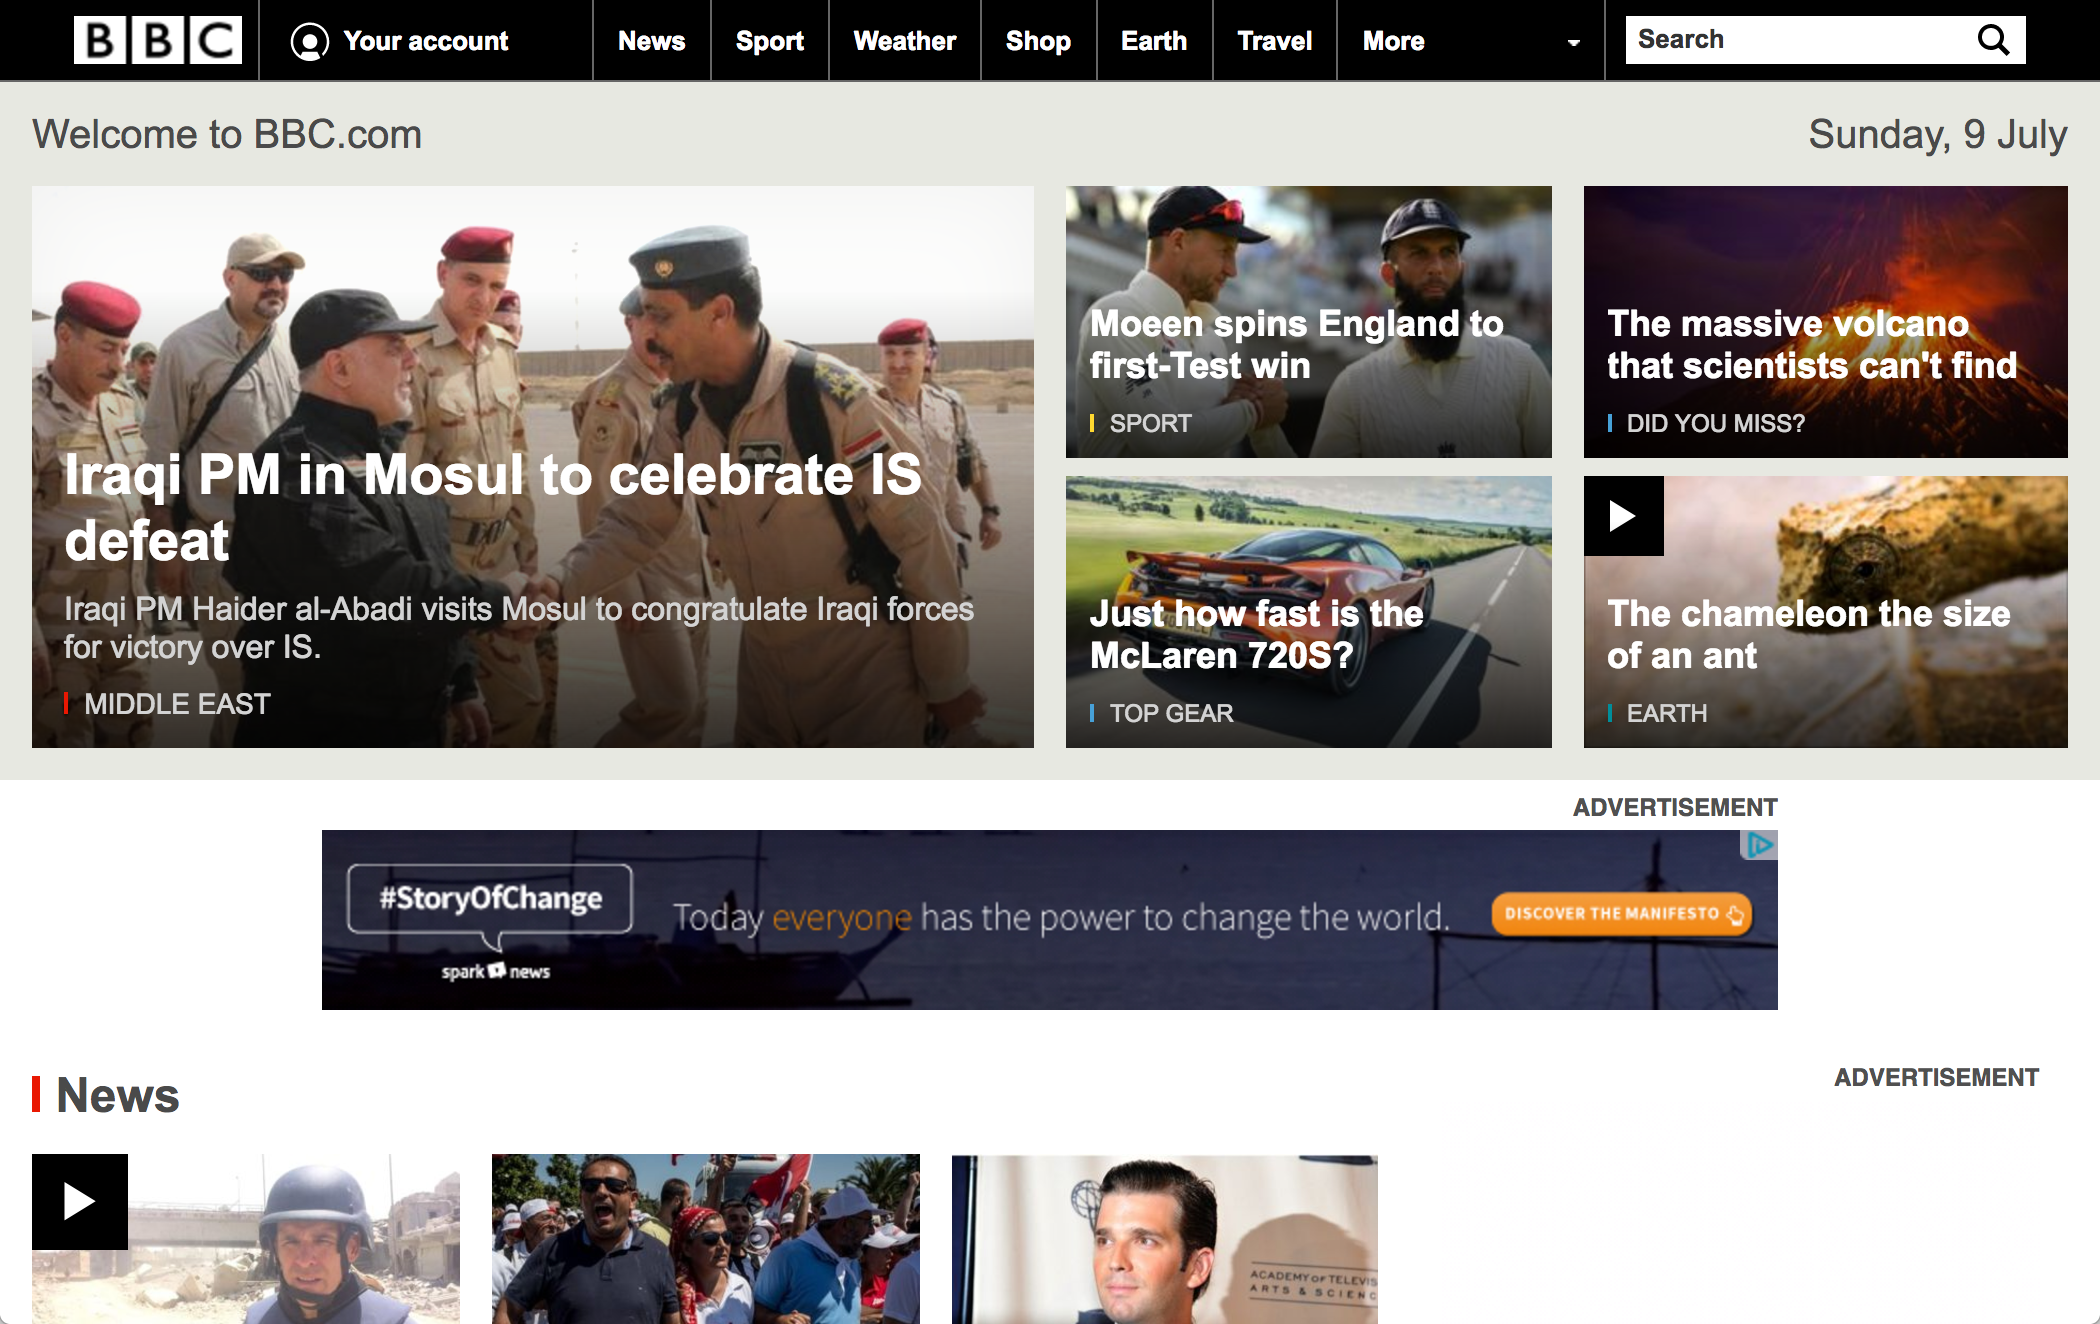 BBC
Your account
News
Sport
Weather
Shop
Earth
Travel
More
Search
Welcome to BBC.com
Sunday, 9 July
Iraqi PM in Mosul to celebrate IS
defeat
Iraqi PM Haider al-Abadi visits Mosul to congratulate Iraqi forces
for victory over IS.
MIDDLE EAST
Moeen spins England to
first-Test win
SPORT
The massive volcano
that scientists can't find
DID YOU MISS?
Just how fast is the
McLaren 720S?
TOP GEAR
The chameleon the size
of an ant
EARTH
ADVERTISEMENT
#StoryOfChange
spark news
Today everyone has the power to change the world.
DISCOVER THE MANIFESTO
News
ADVERTISEMENT
ACADEMY OF TELEVIS
ARTS & SCIENC